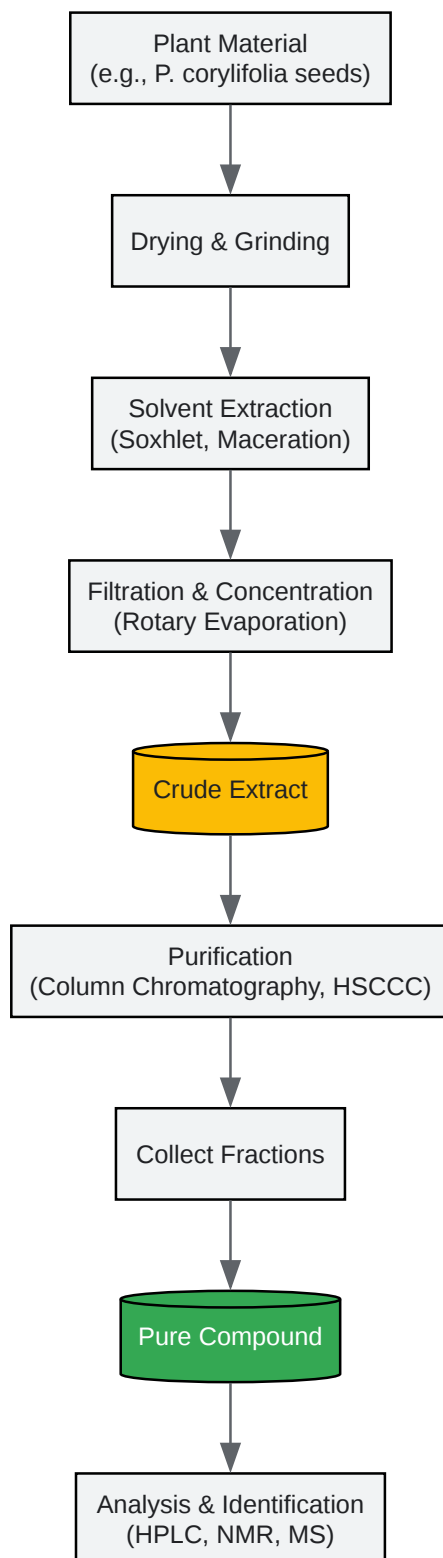 Plant Material
(e.g., P. corylifolia seeds)
Drying & Grinding
Solvent Extraction
(Soxhlet, Maceration)
Filtration & Concentration
(Rotary Evaporation)
Crude Extract
Purification
(Column Chromatography, HSCCC)
Collect Fractions
Pure Compound
Analysis & Identification
(HPLC, NMR, MS)